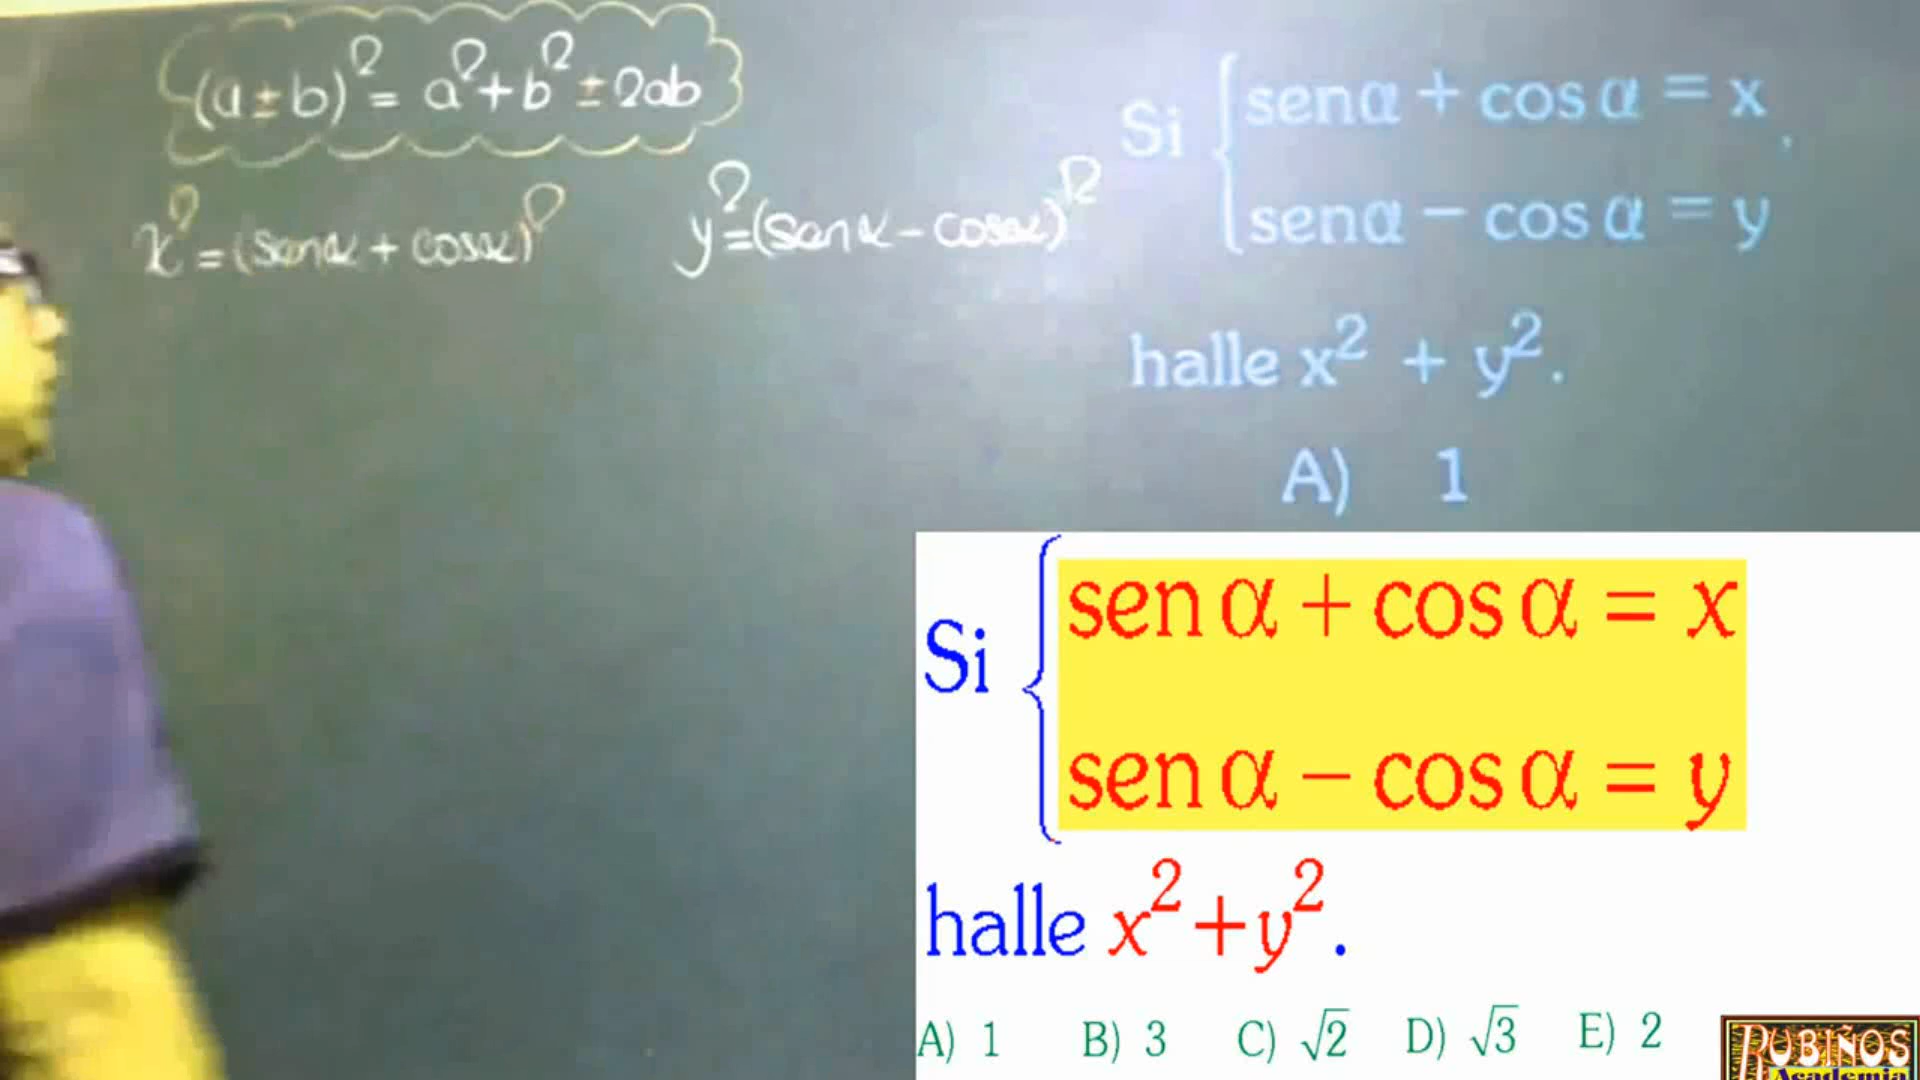 (a ± b)² = a² + b² ± 2ab
x² = (senα + cosα)²
y² = (senα - cosα)²
Si { senα + cos α = x
senα − cos α = y .
halle x² + y².
A) 1
Si { sen α + cos α = x
sen α − cos α = y
halle x²+y².
A) 1 B) 3 C) √2 D) √3 E) 2
RUBIÑOS
Academia